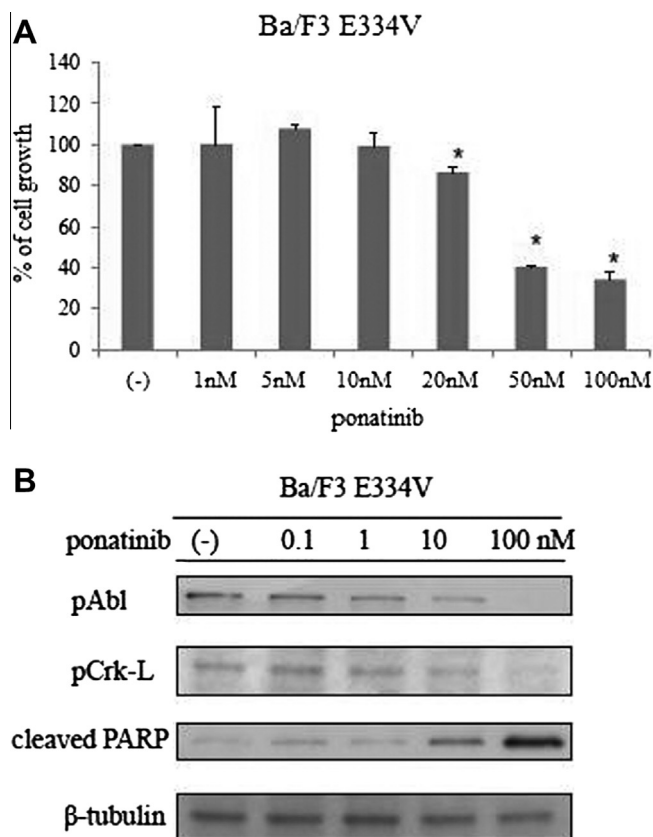 A
Ba/F3 E334V
% of cell growth
140
120
100
80
60
40
20
0
*
*
*
(-) 1nM 5nM 10nM 20nM 50nM 100nM
ponatinib
B
Ba/F3 E334V
ponatinib (-) 0.1 1 10 100 nM
pAbl
pCrk-L
cleaved PARP
β-tubulin